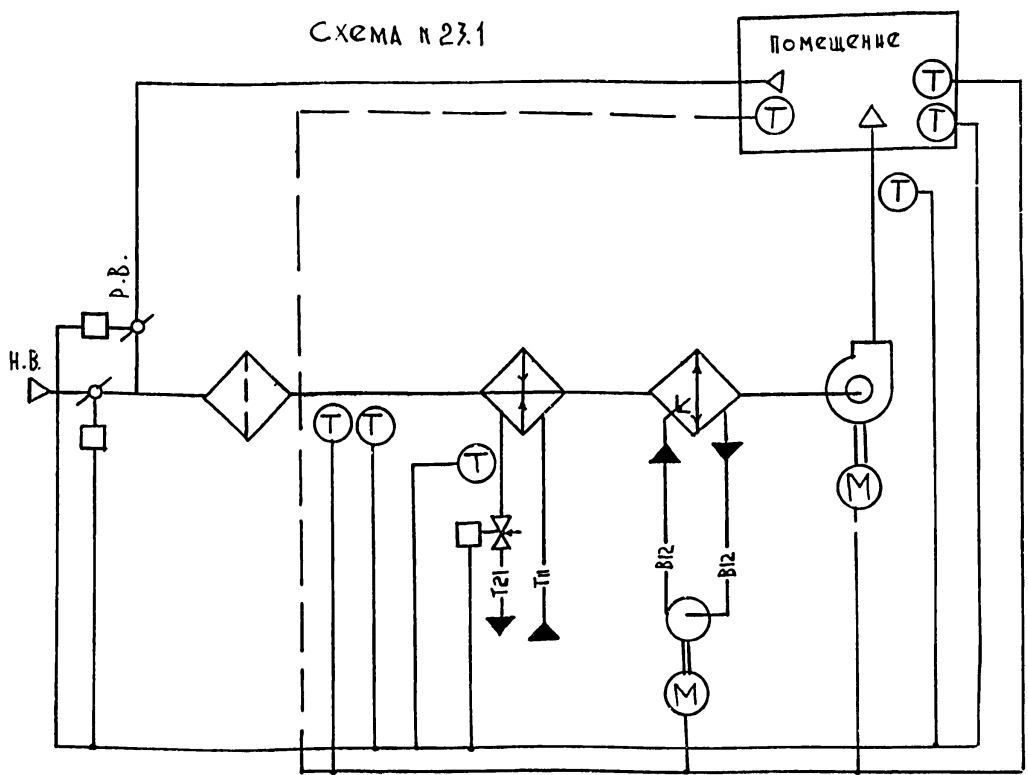 Схема п 23.1
Помещение
Т
Т
Т
Т
Р.В.
Н.В.
Т
Т
Т
М
В12
В12
Т21
Т11
М